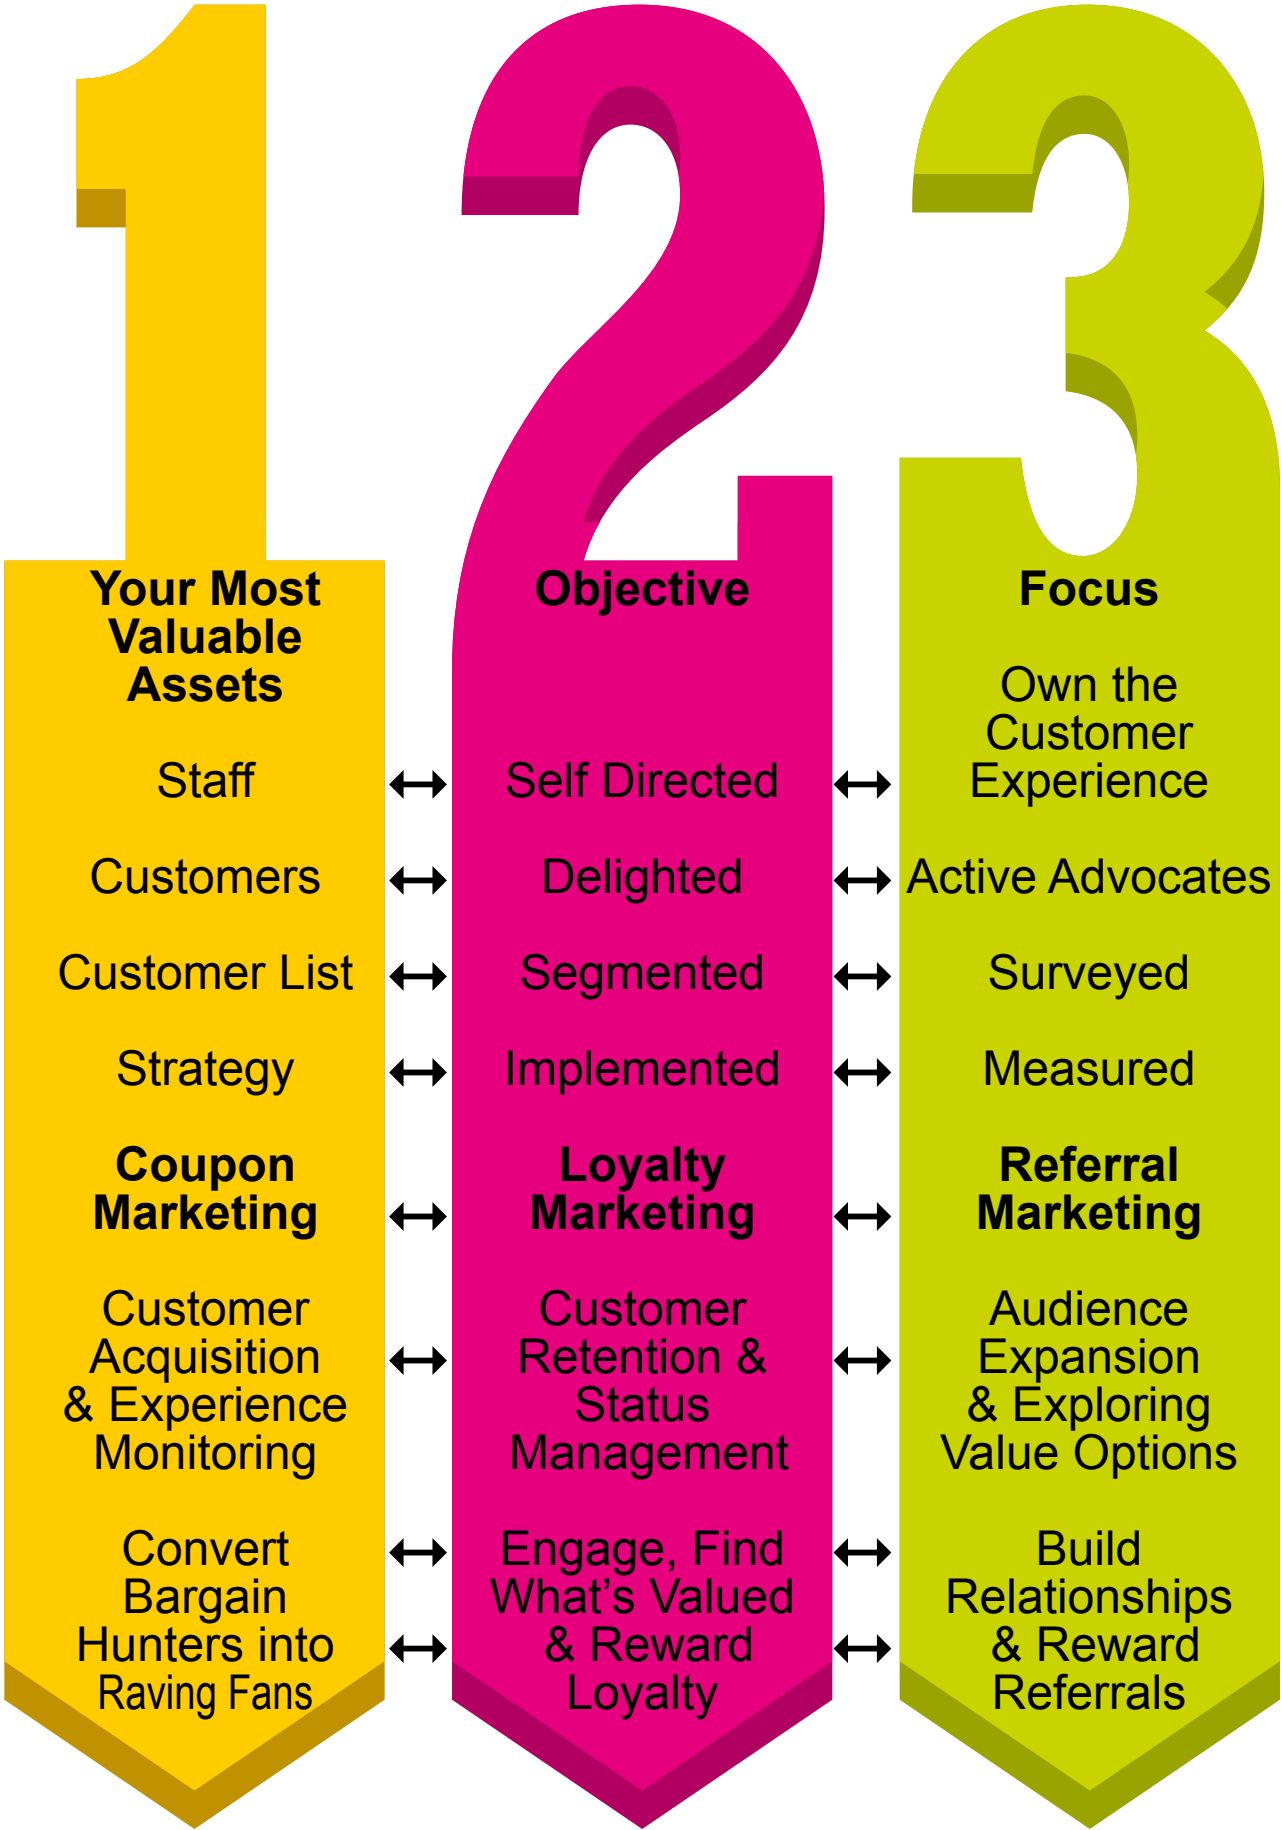 1
Your Most
Valuable
Assets
Staff
Customers
Customer List
Strategy
Coupon
Marketing
Customer
Acquisition
& Experience
Monitoring
Convert
Bargain
Hunters into
Raving Fans
2
Objective
Self Directed
Delighted
Segmented
Implemented
Loyalty
Marketing
Customer
Retention &
Status
Management
Engage, Find
What’s Valued
& Reward
Loyalty
3
Focus
Own the
Customer
Experience
Active Advocates
Surveyed
Measured
Referral
Marketing
Audience
Expansion
& Exploring
Value Options
Build
Relationships
& Reward
Referrals